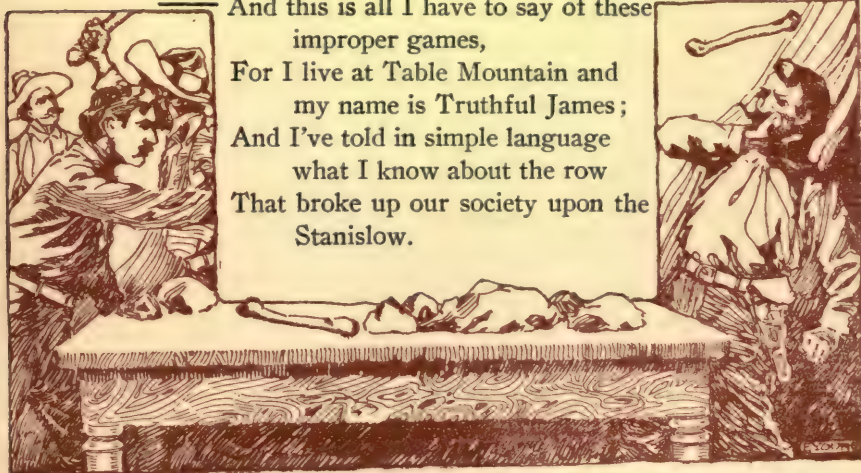 And this is all I have to say of these
improper games,
For I live at Table Mountain and
my name is Truthful James;
And I've told in simple language
what I know about the row
That broke up our society upon the
Stanislow.